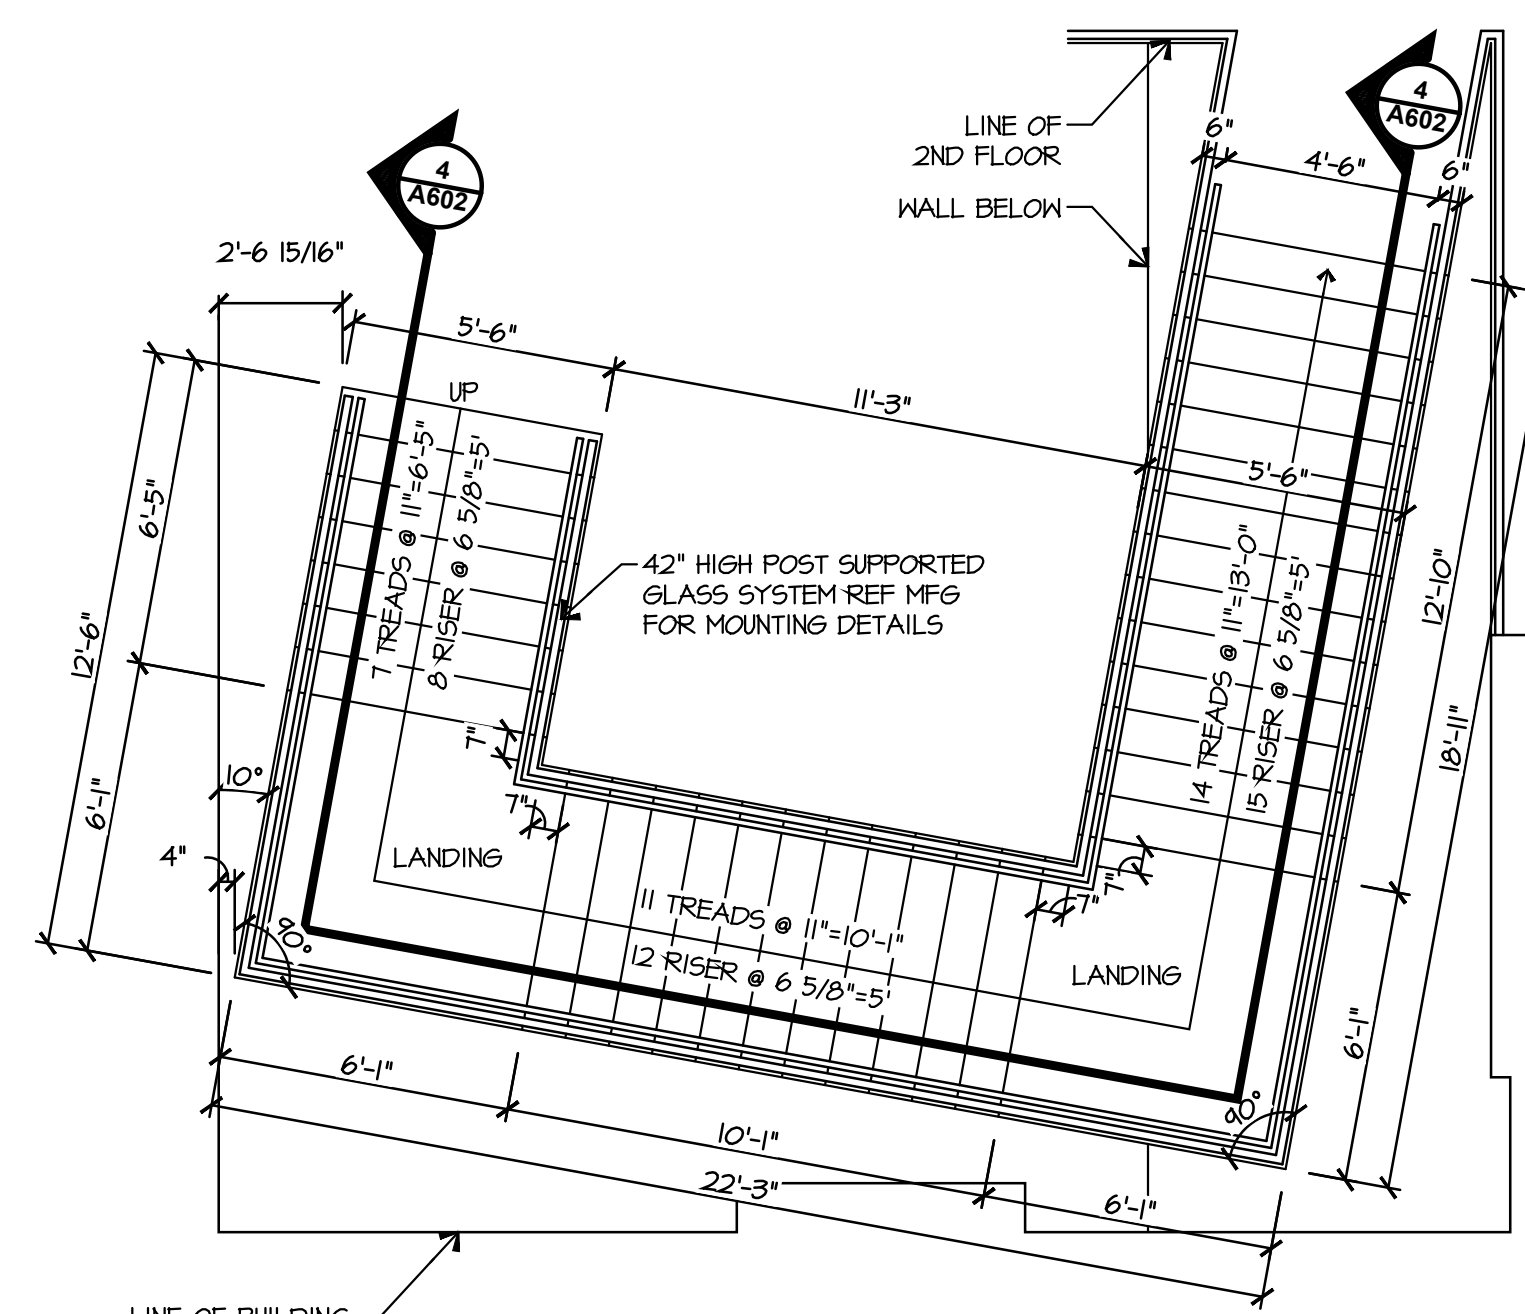 4
A602
4
A602
LINE OF
2ND FLOOR
WALL BELOW
6"
4'-6"
6"
2'-6 15/16"
5'-6"
11'-3"
5'-6"
UP
7 TREADS @ 11"=6'-5"
8 RISER @ 6 5/8"=5'
42" HIGH POST SUPPORTED
GLASS SYSTEM REF MFG
FOR MOUNTING DETAILS
14 TREADS @ 11"=13'-0"
15 RISER @ 6 5/8"=5'
6'-5"
12'-6"
6'-1"
12'-10"
18'-11"
6'-1"
7"
7"
7"
7"
10°
4"
90°
LANDING
11 TREADS @ 11"=10'-1"
12 RISER @ 6 5/8"=5'
LANDING
90°
6'-1"
10'-1"
22'-3"
6'-1"
LINE OF BUILDING